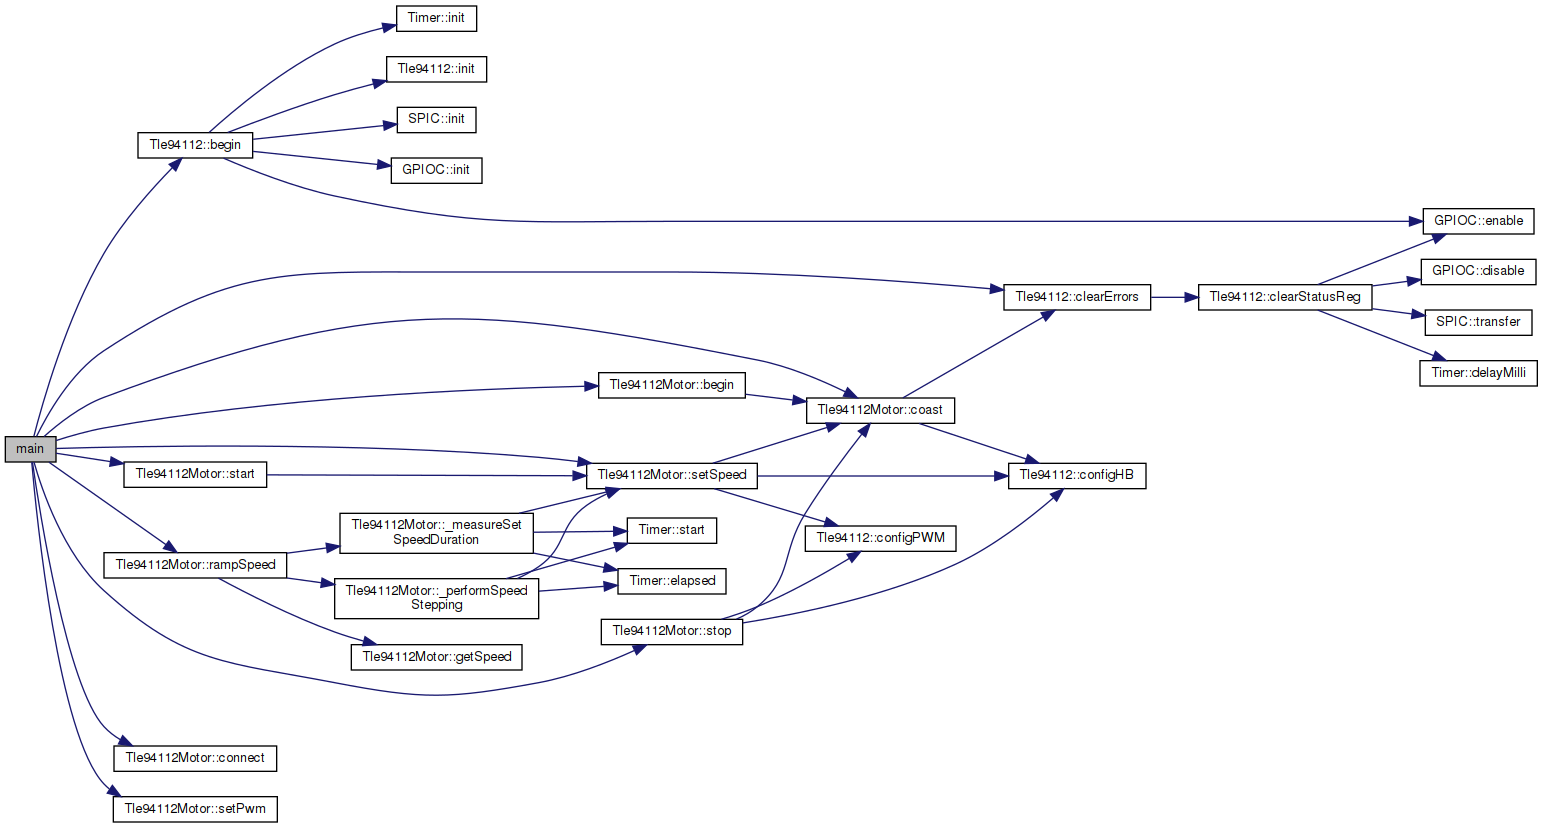 Timer::init
Tle94112::init
SPIC::init
Tle94112::begin
GPIOC::init
GPIOC::enable
GPIOC::disable
Tle94112::clearErrors
Tle94112::clearStatusReg
SPIC::transfer
Timer::delayMilli
Tle94112Motor::begin
Tle94112Motor::coast
main
Tle94112Motor::start
Tle94112Motor::setSpeed
Tle94112::configHB
Tle94112Motor::_measureSet
SpeedDuration
Timer::start
Tle94112::configPWM
Tle94112Motor::rampSpeed
Timer::elapsed
Tle94112Motor::_performSpeed
Stepping
Tle94112Motor::stop
Tle94112Motor::getSpeed
Tle94112Motor::connect
Tle94112Motor::setPwm